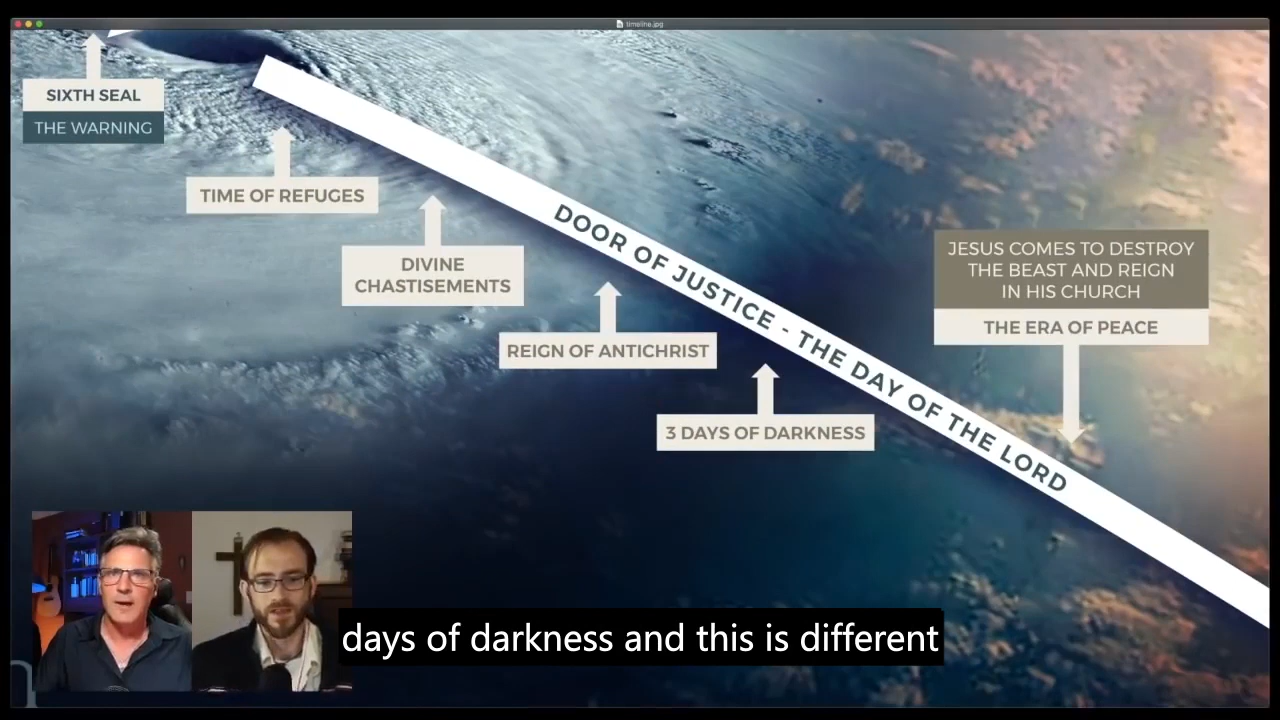 timeline.jpg
SIXTH SEAL
THE WARNING
TIME OF REFUGES
DIVINE
CHASTISEMENTS
REIGN OF ANTICHRIST
3 DAYS OF DARKNESS
DOOR OF JUSTICE - THE DAY OF THE LORD
JESUS COMES TO DESTROY
THE BEAST AND REIGN
IN HIS CHURCH
THE ERA OF PEACE
days of darkness and this is different